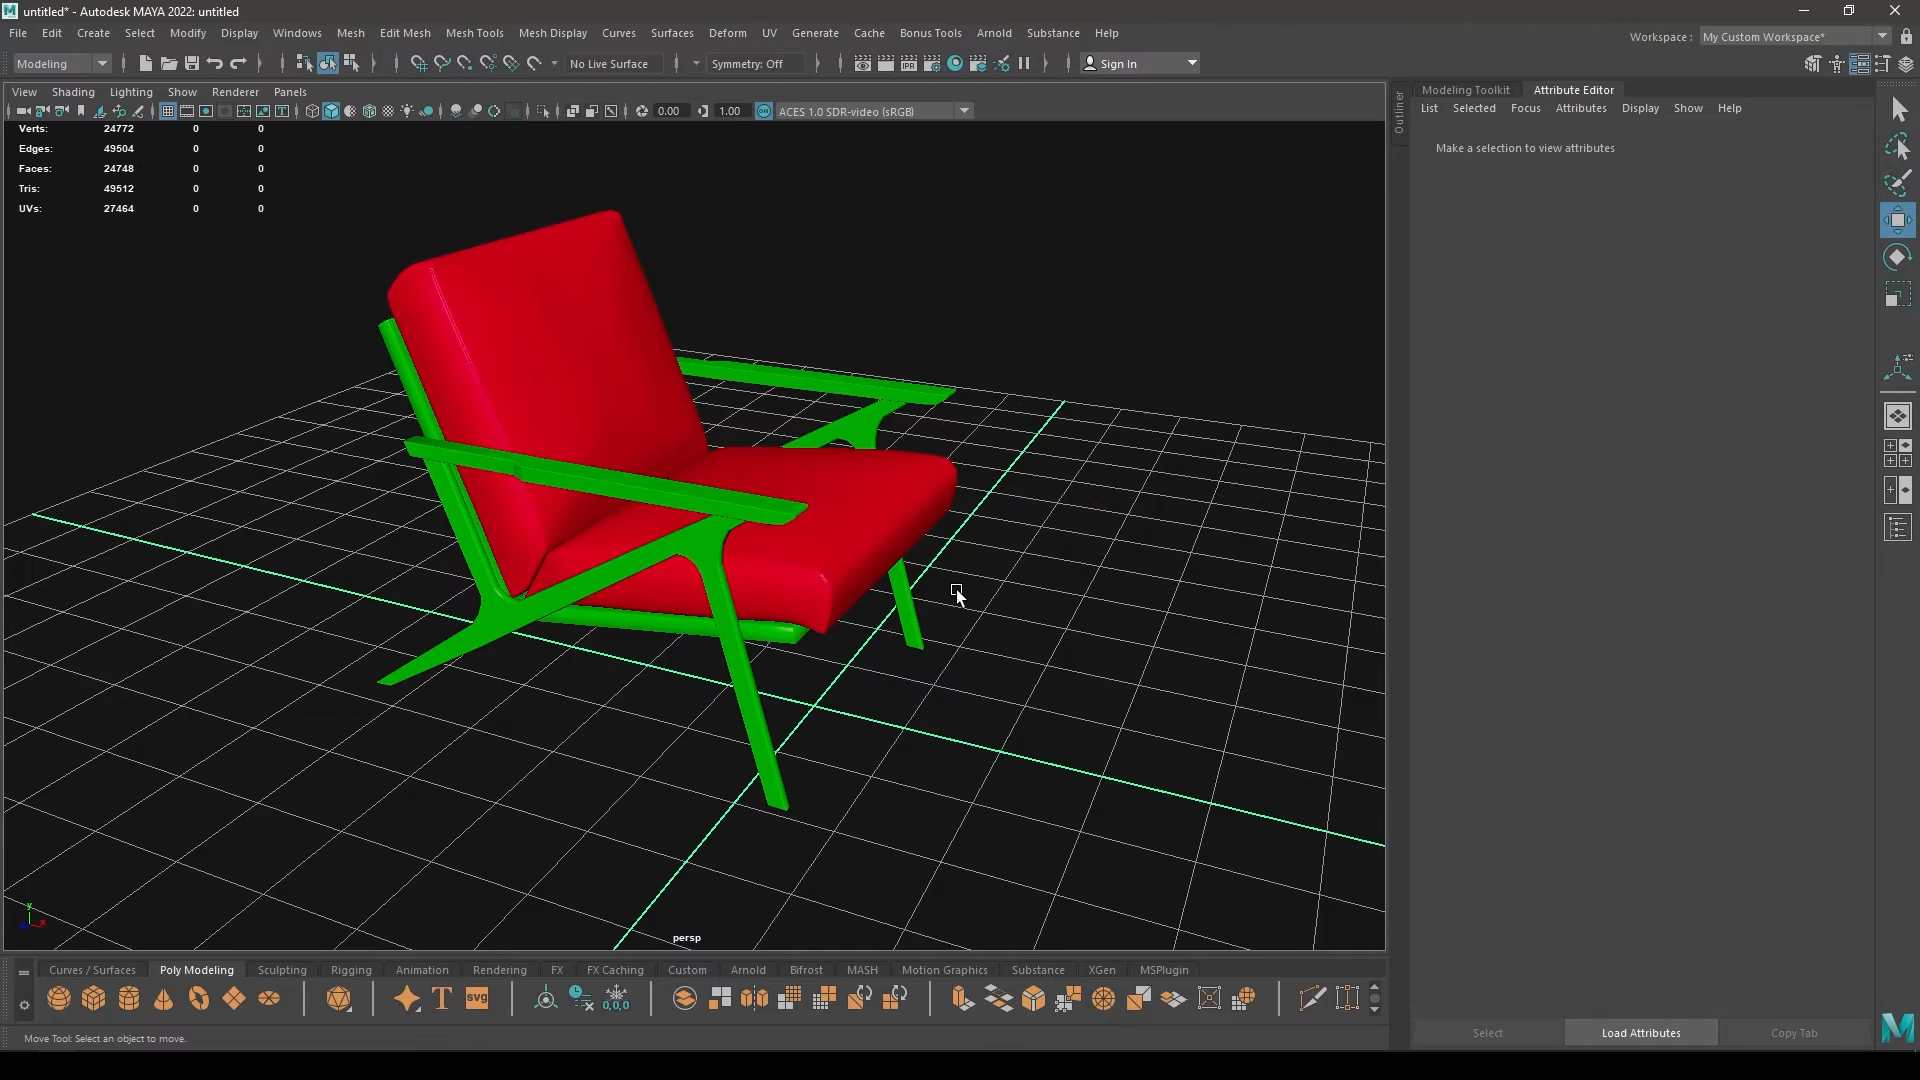 untitled* - Autodesk MAYA 2022: untitled
File Edit Create Select Modify Display Windows Mesh Edit Mesh Mesh Tools Mesh Display Curves Surfaces Deform UV Generate Cache Bonus Tools Arnold Substance Help
Workspace : My Custom Workspace*
Modeling No Live Surface Symmetry: Off IPR Sign In
View Shading Lighting Show Renderer Panels
0.00 1.00 ON ACES 1.0 SDR-video (sRGB)
Outliner
Modeling Toolkit Attribute Editor
List Selected Focus Attributes Display Show Help
Make a selection to view attributes
Verts: 24772 0 0
Edges: 49504 0 0
Faces: 24748 0 0
Tris: 49512 0 0
UVs: 27464 0 0
y
x
persp
Curves / Surfaces Poly Modeling Sculpting Rigging Animation Rendering FX FX Caching Custom Arnold Bifrost MASH Motion Graphics Substance XGen MSPlugin
T svg 0,0,0
Move Tool: Select an object to move.
Select Load Attributes Copy Tab
M